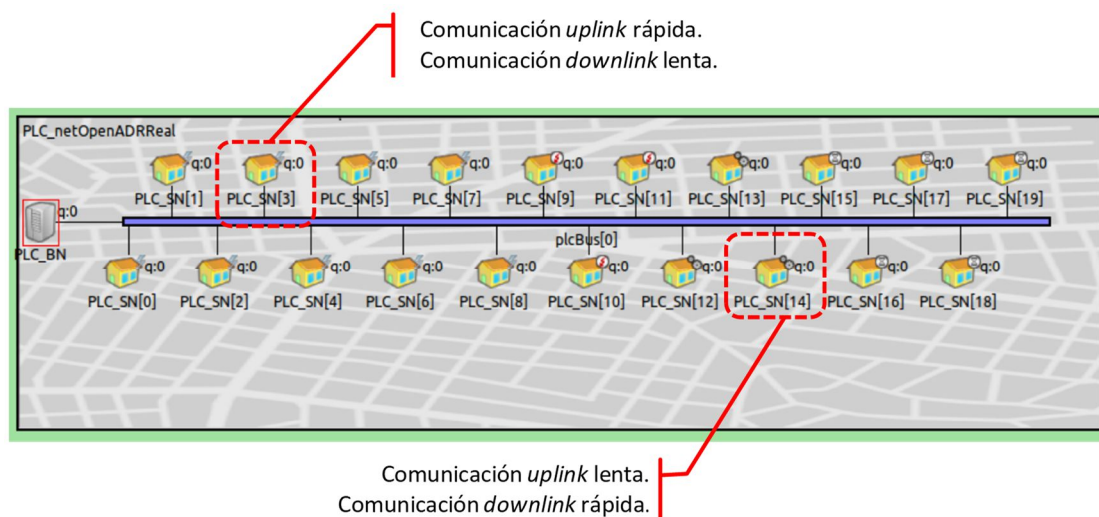 Comunicación uplink rápida.
Comunicación downlink lenta.
PLC_netOpenADRReal
q:0 q:0 q:0 q:0 q:0 q:0 q:0 q:0 q:0 q:0
PLC_SN[1] PLC_SN[3] PLC_SN[5] PLC_SN[7] PLC_SN[9] PLC_SN[11] PLC_SN[13] PLC_SN[15] PLC_SN[17] PLC_SN[19]
q:0
PLC_BN
plcBus[0]
q:0 q:0 q:0 q:0 q:0 q:0 q:0 q:0 q:0 q:0
PLC_SN[0] PLC_SN[2] PLC_SN[4] PLC_SN[6] PLC_SN[8] PLC_SN[10] PLC_SN[12] PLC_SN[14] PLC_SN[16] PLC_SN[18]
Comunicación uplink lenta.
Comunicación downlink rápida.